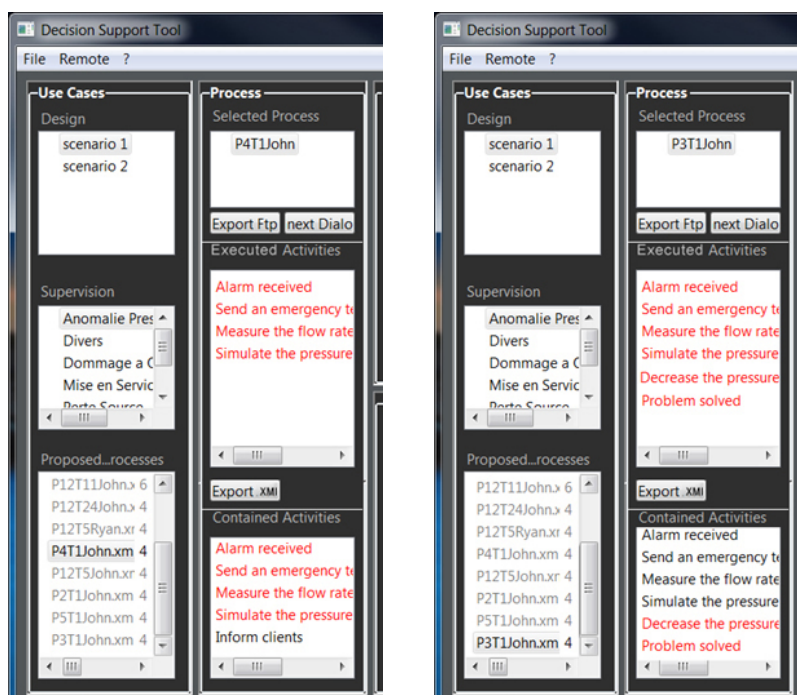 Decision Support Tool
File Remote ?
Use Cases
Design
scenario 1
scenario 2
Supervision
Anomalie Pres
Divers
Dommage a C
Mise en Servic
Porte Source
Proposed...rocesses
P12T11John.x 6
P12T24John.x 4
P12T5Ryan.xr 4
P4T1John.xm 4
P12T5John.xr 4
P2T1John.xm 4
P5T1John.xm 4
P3T1John.xm 4
Process
Selected Process
P4T1John
Export Ftp next Dialo
Executed Activities
Alarm received
Send an emergency te
Measure the flow rate
Simulate the pressure
Export .XMI
Contained Activities
Alarm received
Send an emergency te
Measure the flow rate
Simulate the pressure
Inform clients
Decision Support Tool
File Remote ?
Use Cases
Design
scenario 1
scenario 2
Supervision
Anomalie Pres
Divers
Dommage a C
Mise en Servic
Porte Source
Proposed...rocesses
P12T11John.x 6
P12T24John.x 4
P12T5Ryan.xr 4
P4T1John.xm 4
P12T5John.xr 4
P2T1John.xm 4
P5T1John.xm 4
P3T1John.xm 4
Process
Selected Process
P3T1John
Export Ftp next Dialo
Executed Activities
Alarm received
Send an emergency te
Measure the flow rate
Simulate the pressure
Decrease the pressure
Problem solved
Export .XMI
Contained Activities
Alarm received
Send an emergency te
Measure the flow rate
Simulate the pressure
Decrease the pressure
Problem solved